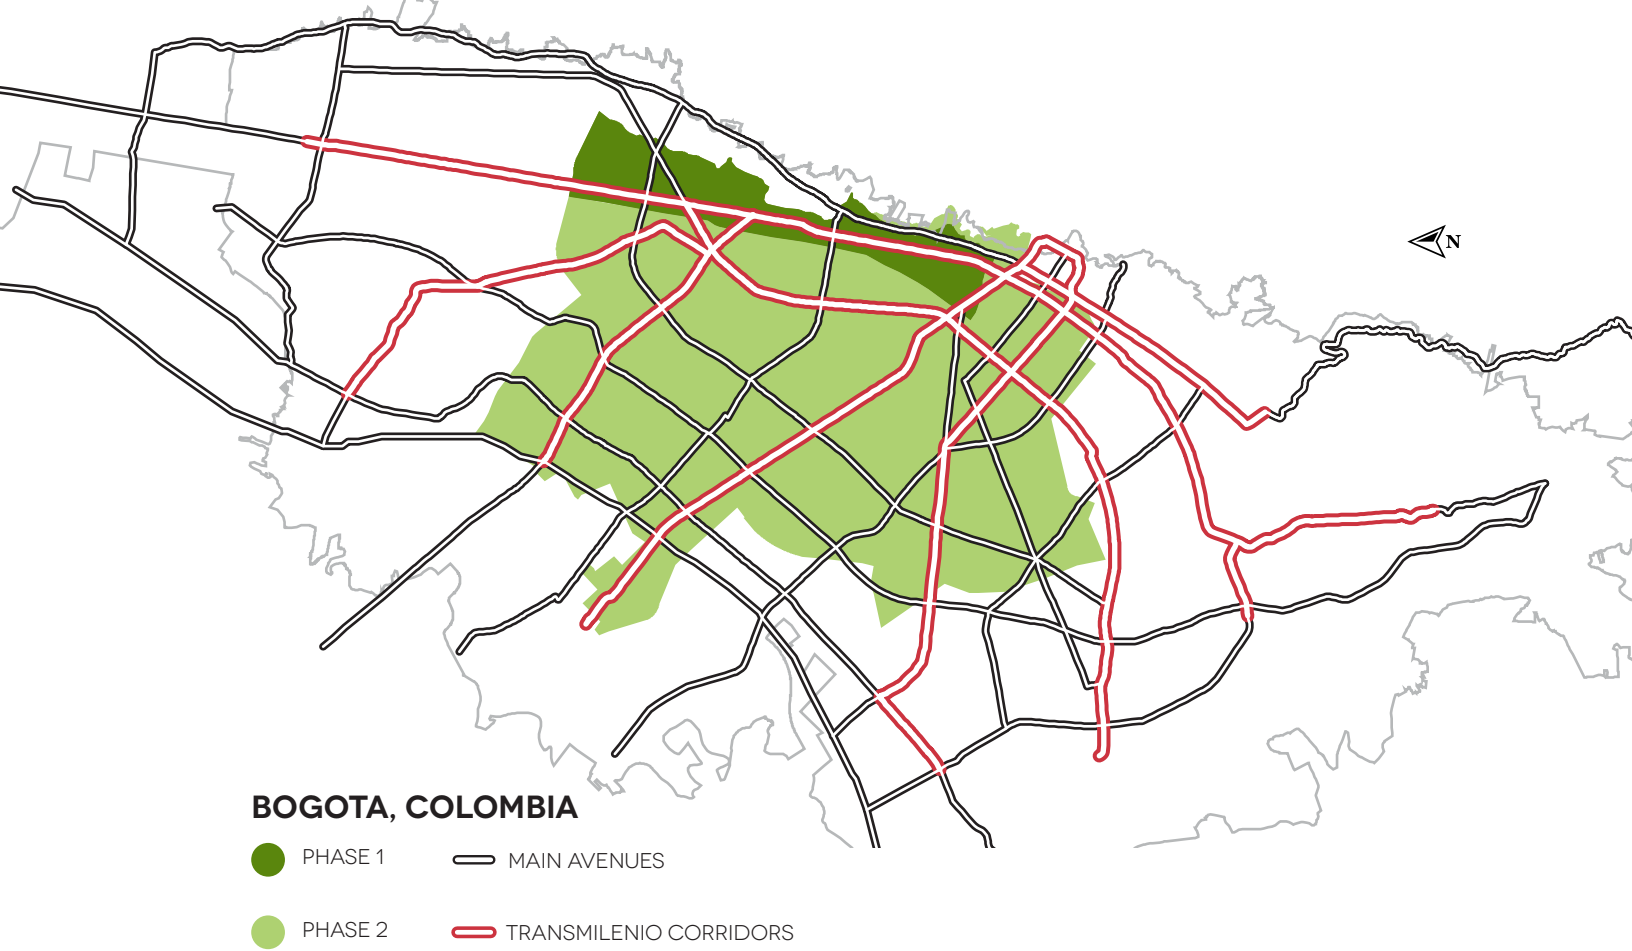 N
BOGOTA, COLOMBIA
PHASE 1
MAIN AVENUES
PHASE 2
TRANSMILENIO CORRIDORS